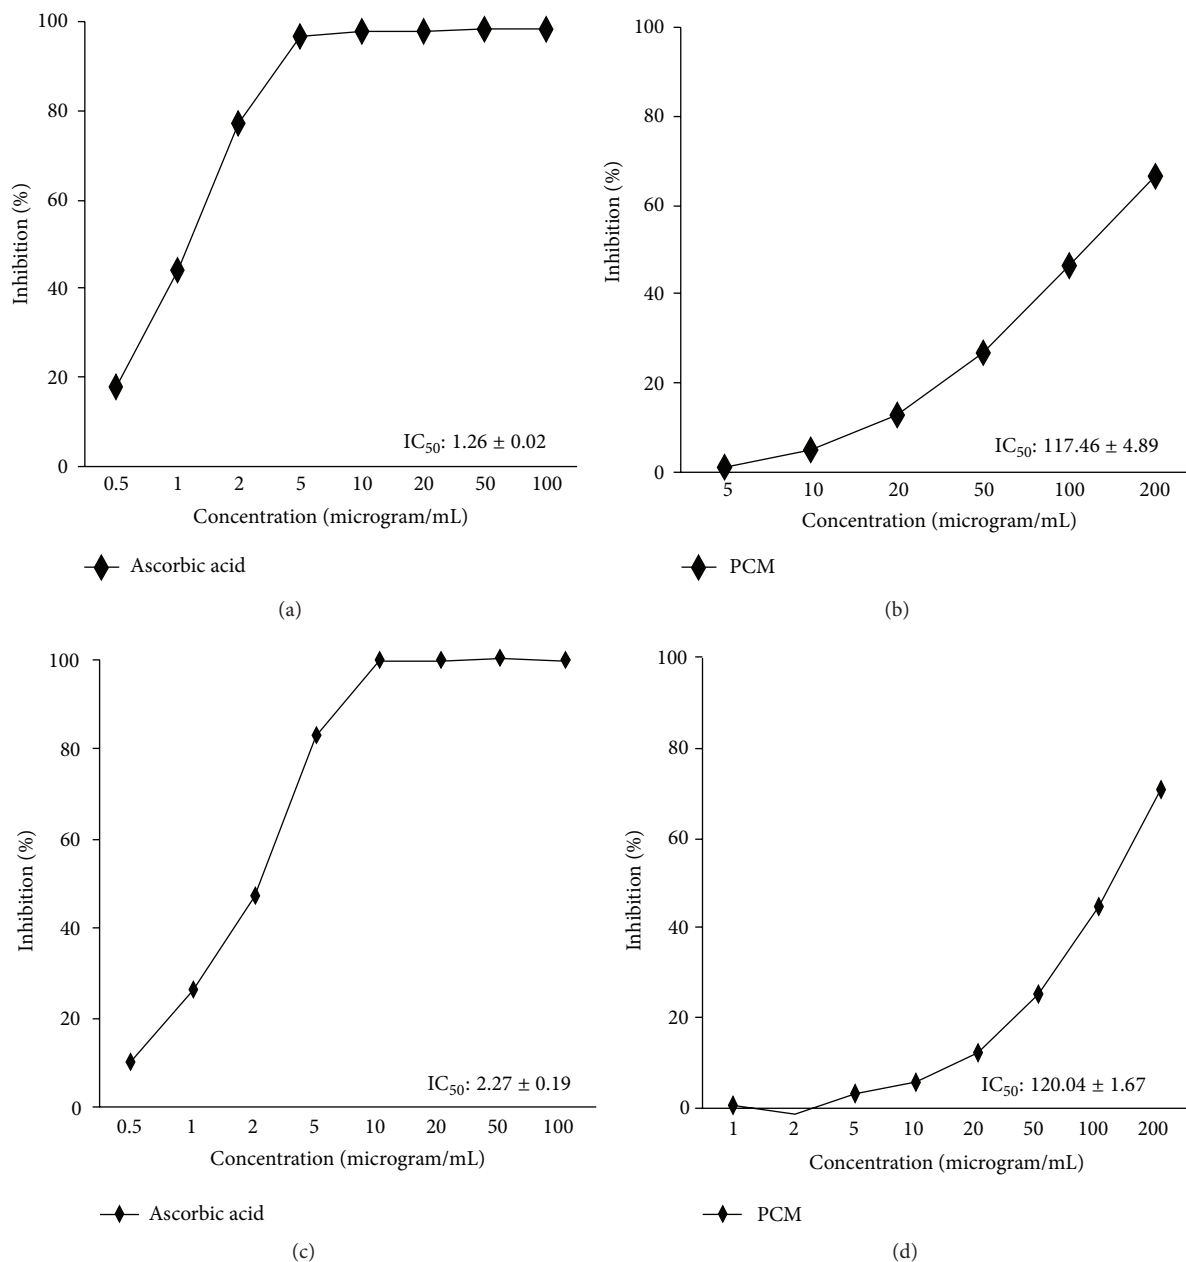 100
80
60
40
20
0
Inhibition (%)
IC50: 1.26 ± 0.02
0.5 1 2 5 10 20 50 100
Concentration (microgram/mL)
Ascorbic acid
(a)
100
80
60
40
20
0
Inhibition (%)
IC50: 117.46 ± 4.89
5 10 20 50 100 200
Concentration (microgram/mL)
PCM
(b)
100
80
60
40
20
0
Inhibition (%)
IC50: 2.27 ± 0.19
0.5 1 2 5 10 20 50 100
Concentration (microgram/mL)
Ascorbic acid
(c)
100
80
60
40
20
0
Inhibition (%)
IC50: 120.04 ± 1.67
1 2 5 10 20 50 100 200
Concentration (microgram/mL)
PCM
(d)